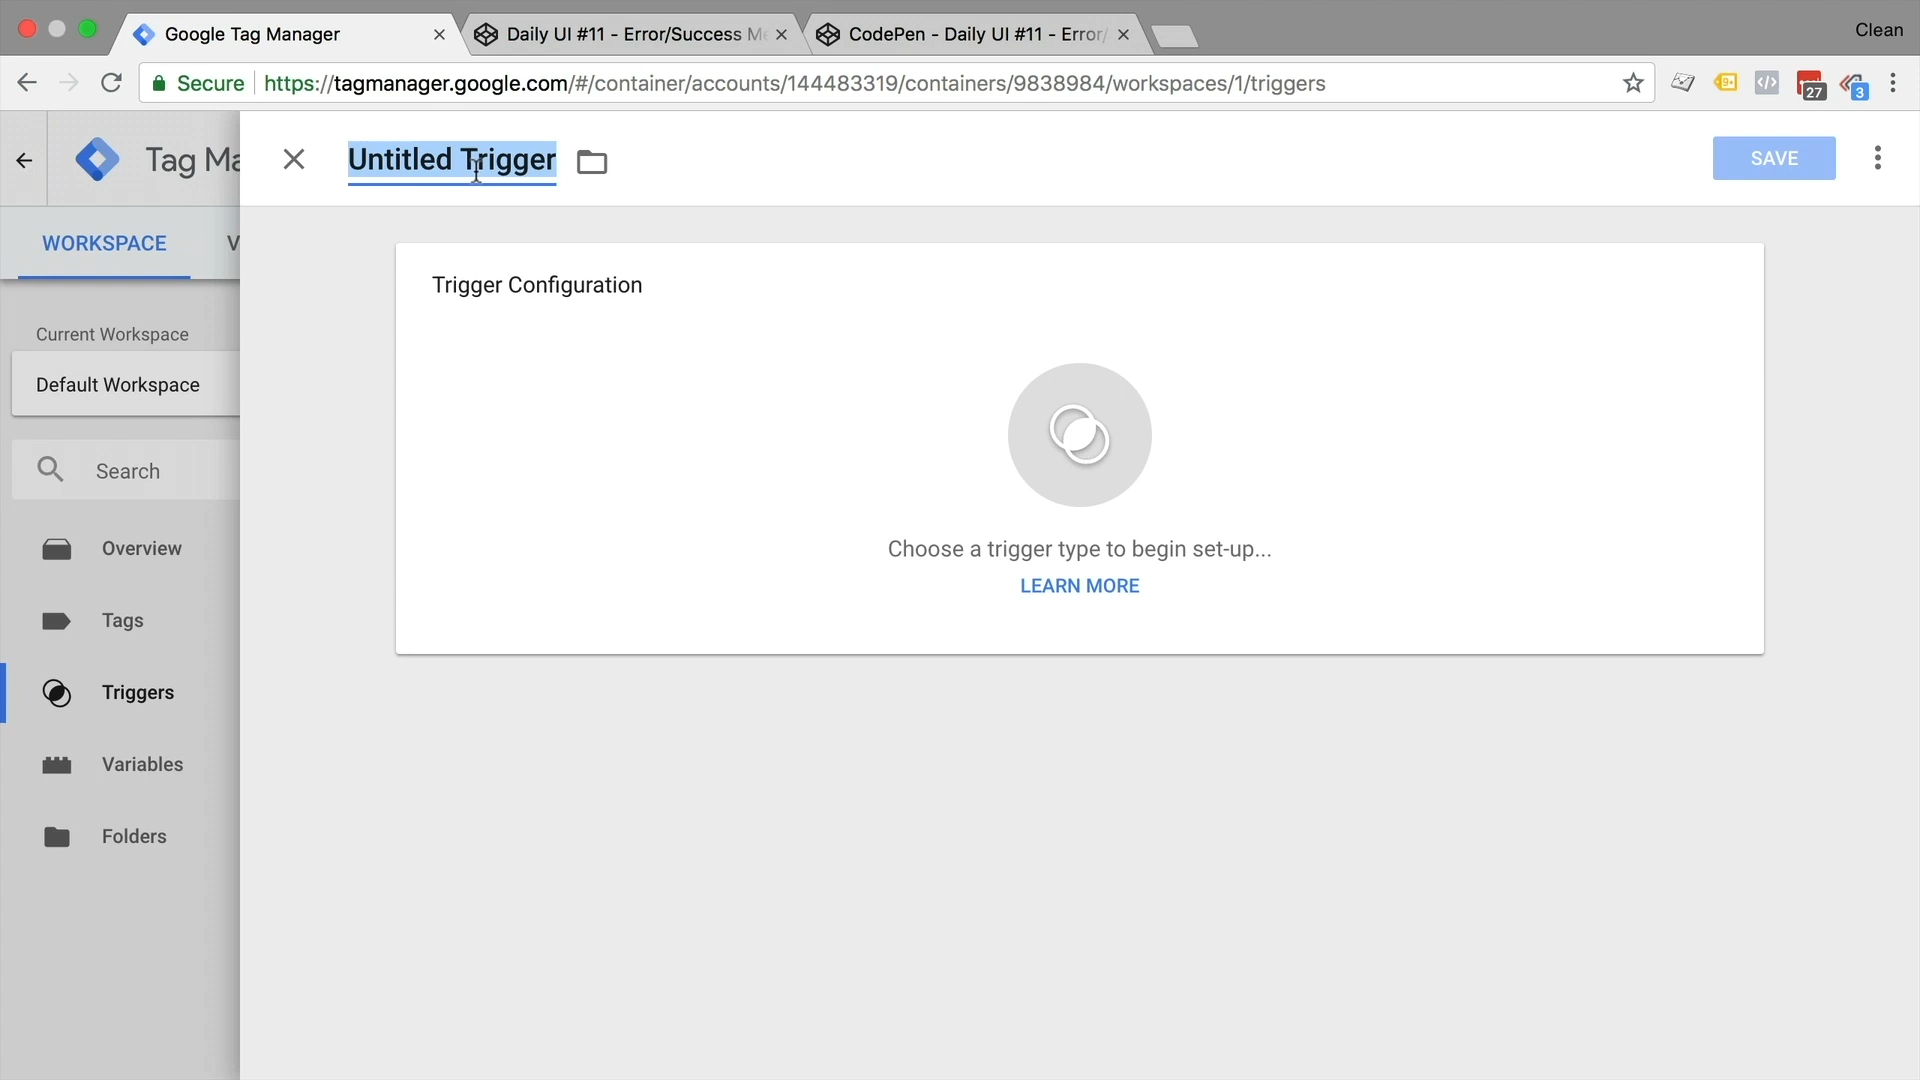 Google Tag Manager
Daily UI #11 - Error/Success Me
CodePen - Daily UI #11 - Error/
Clean
Secure
https://tagmanager.google.com/#/container/accounts/144483319/containers/9838984/workspaces/1/triggers
27
3
Tag Ma
Untitled Trigger
SAVE
WORKSPACE
V
Trigger Configuration
Current Workspace
Default Workspace
Search
Choose a trigger type to begin set-up...
LEARN MORE
Overview
Tags
Triggers
Variables
Folders